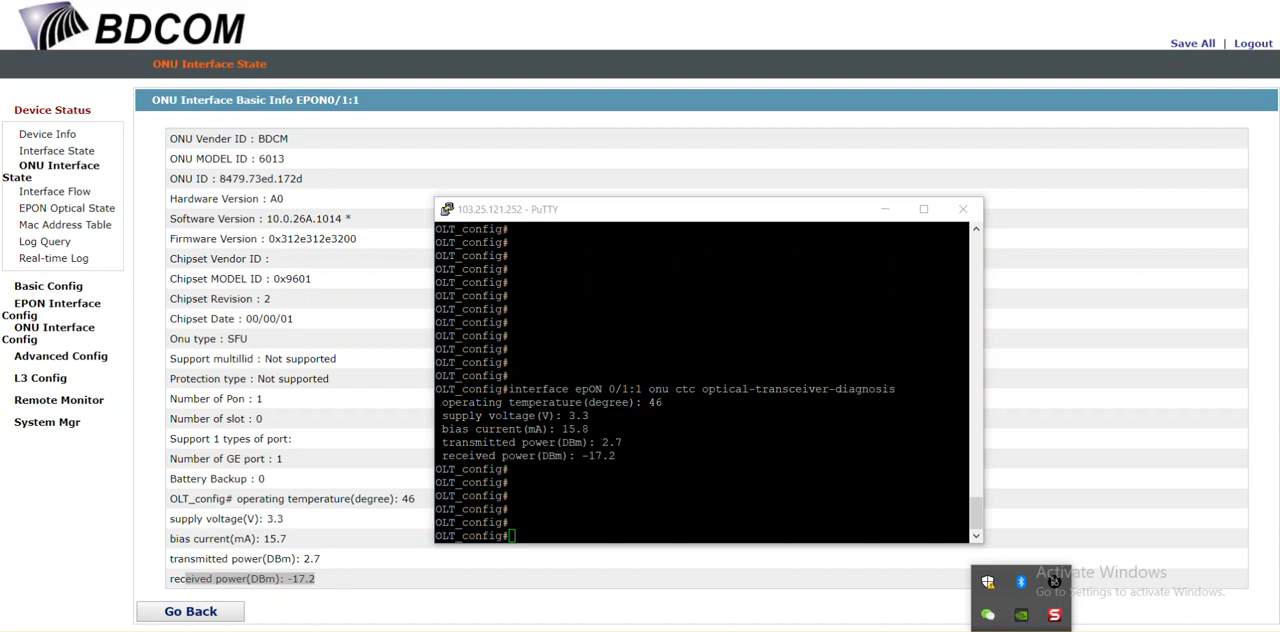 BDCOM
Save All | Logout
ONU Interface State
Device Status
Device Info
Interface State
ONU Interface
State
Interface Flow
EPON Optical State
Mac Address Table
Log Query
Real-time Log
Basic Config
EPON Interface
Config
ONU Interface
Config
Advanced Config
L3 Config
Remote Monitor
System Mgr
ONU Interface Basic Info EPON0/1:1
ONU Vender ID : BDCM
ONU MODEL ID : 6013
ONU ID : 8479.73ed.172d
Hardware Version : A0
Software Version : 10.0.26A.1014 *
Firmware Version : 0x312e312e3200
Chipset Vendor ID :
Chipset MODEL ID : 0x9601
Chipset Revision : 2
Chipset Date : 00/00/01
Onu type : SFU
Support multillid : Not supported
Protection type : Not supported
Number of Pon : 1
Number of slot : 0
Support 1 types of port:
Number of GE port : 1
Battery Backup : 0
OLT_config# operating temperature(degree): 46
supply voltage(V): 3.3
bias current(mA): 15.7
transmitted power(DBm): 2.7
received power(DBm): -17.2
Go Back
103.25.121.252 - PuTTY
OLT_config#
OLT_config#
OLT_config#
OLT_config#
OLT_config#
OLT_config#
OLT_config#
OLT_config#
OLT_config#
OLT_config#
OLT_config#
OLT_config#
OLT_config#interface epON 0/1:1 onu ctc optical-transceiver-diagnosis
operating temperature(degree): 46
supply voltage(V): 3.3
bias current(mA): 15.8
transmitted power(DBm): 2.7
received power(DBm): -17.2
OLT_config#
OLT_config#
OLT_config#
OLT_config#
OLT_config#
OLT_config#
Activate Windows
Go to Settings to activate Windows.